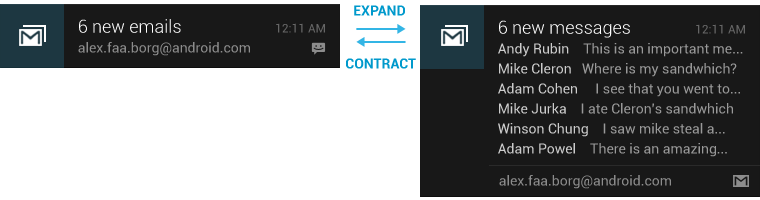 6 new emails 12:11 AM
alex.faa.borg@android.com
EXPAND
CONTRACT
6 new messages 12:11 AM
Andy Rubin This is an important me...
Mike Cleron Where is my sandwhich?
Adam Cohen I see that you went to...
Mike Jurka I ate Cleron's sandwhich
Winson Chung I saw mike steal a...
Adam Powel There is an amazing...
alex.faa.borg@android.com